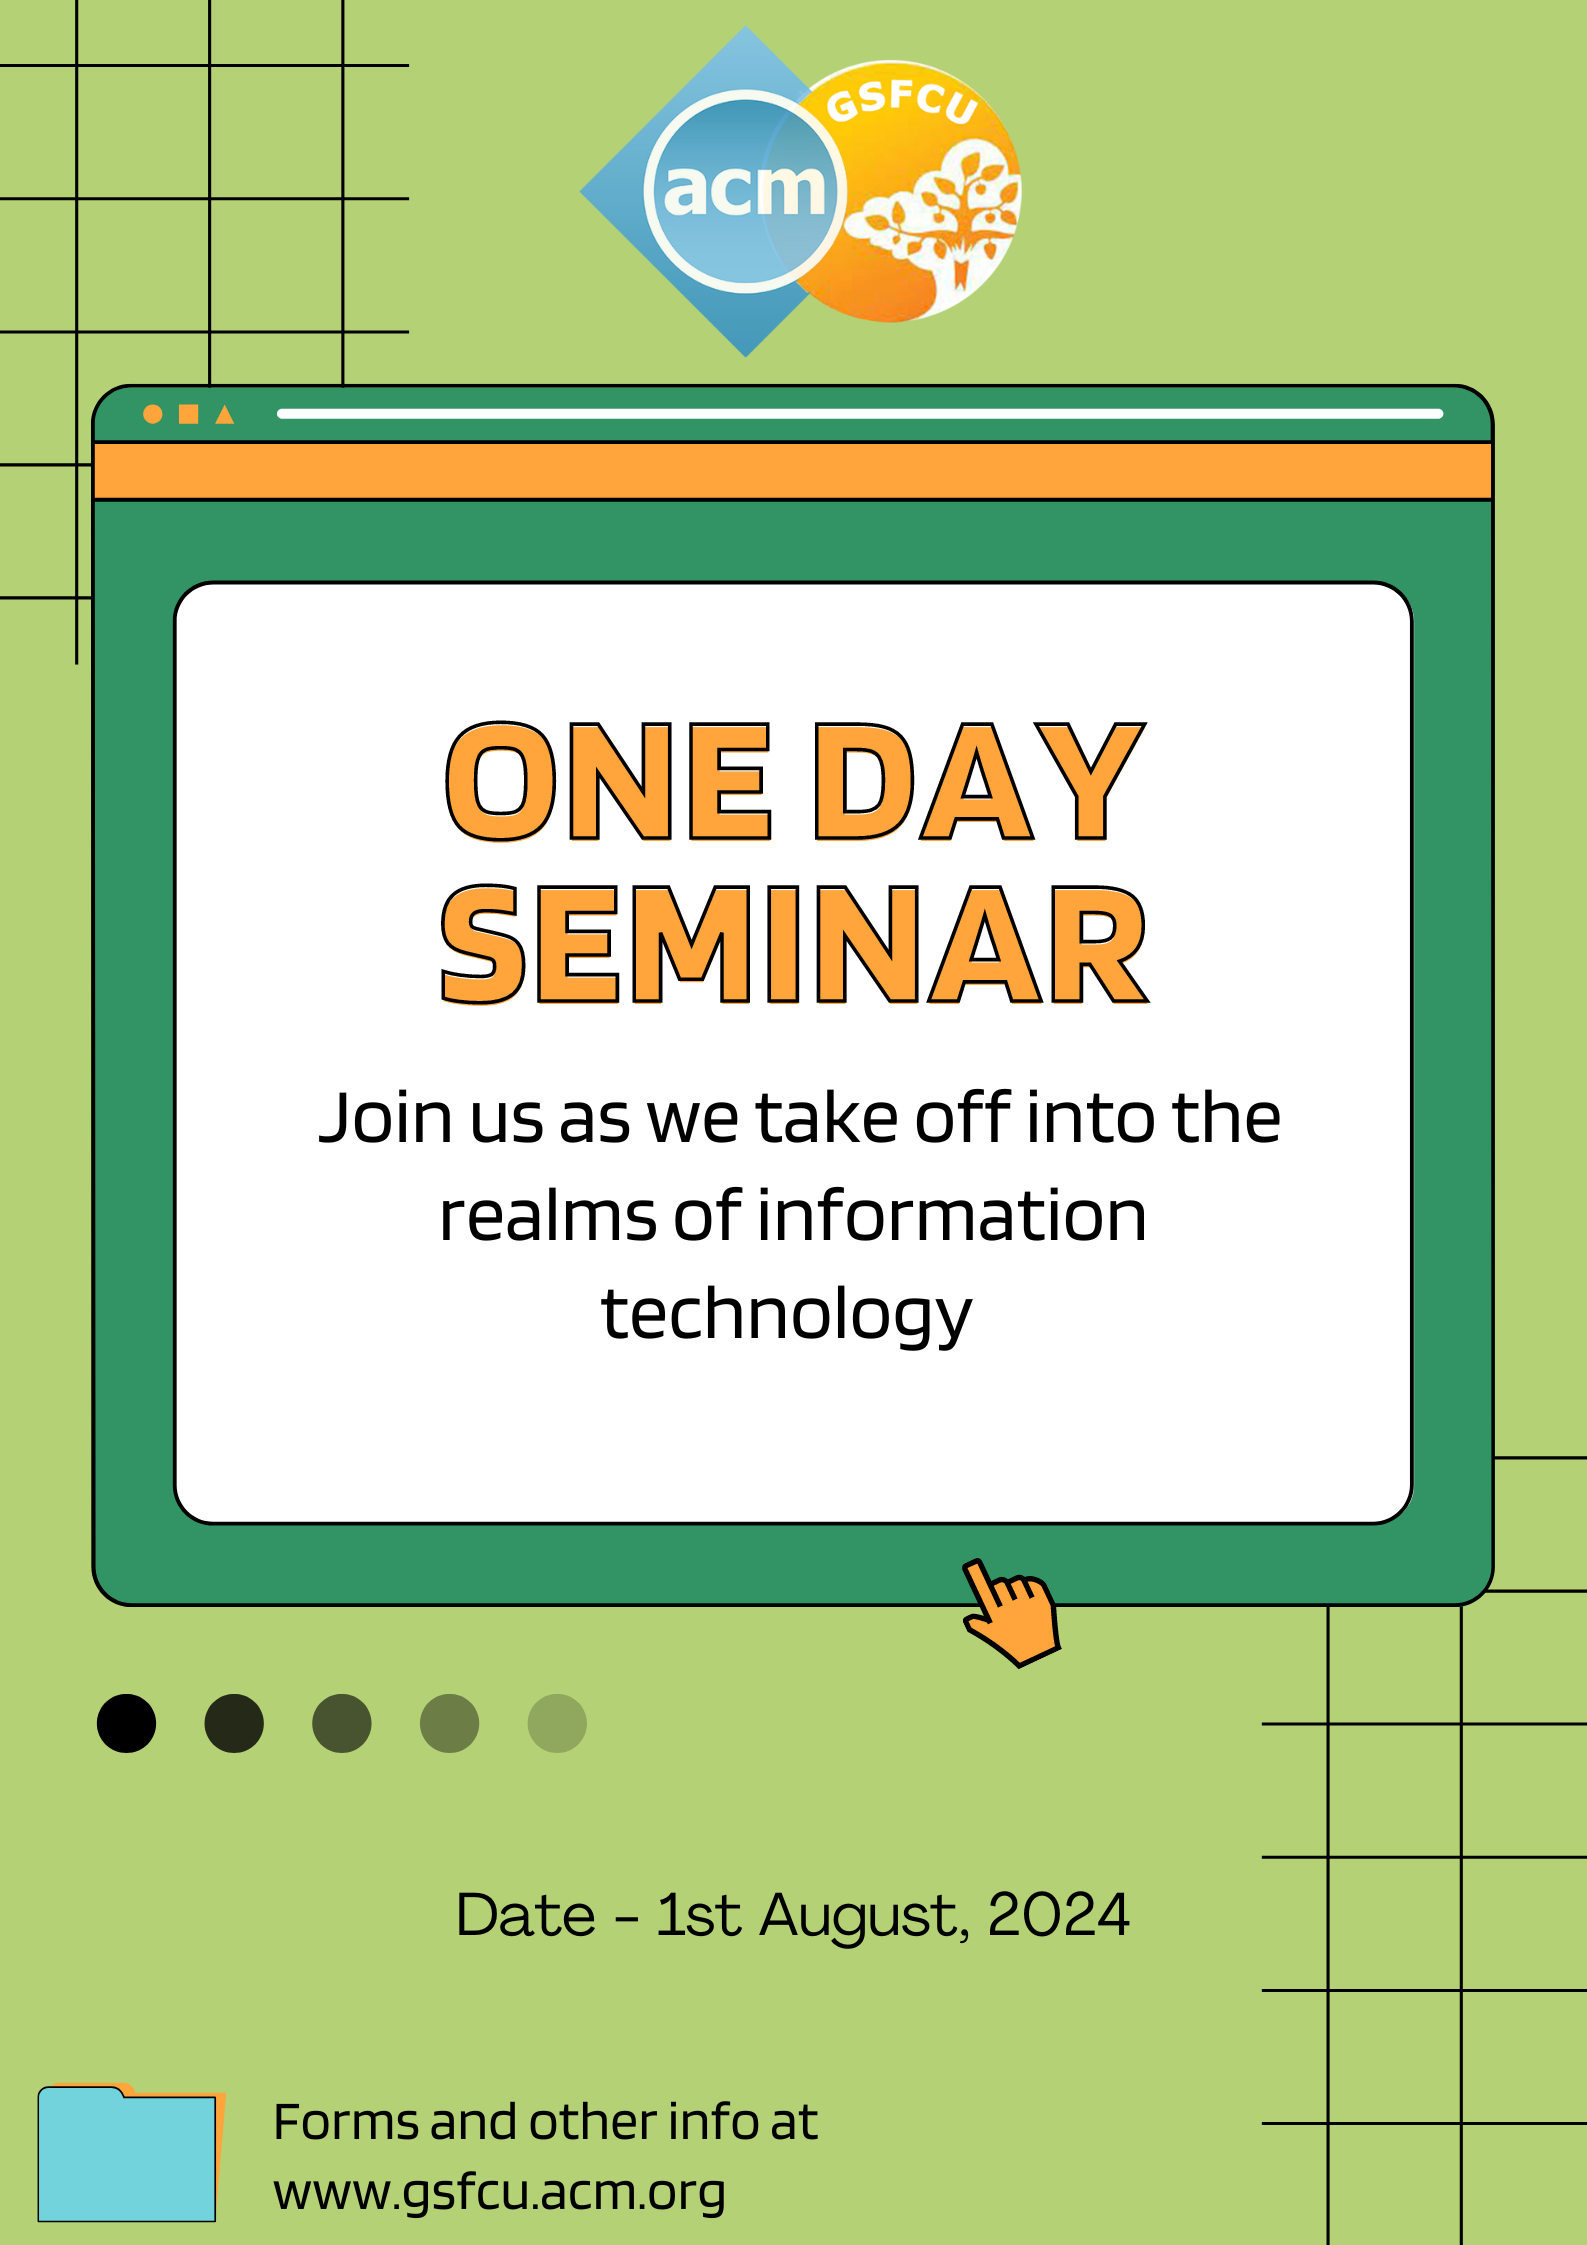 acm
GSFCU
ONE DAY
SEMINAR
Join us as we take off into the
realms of information
technology
Date - 1st August, 2024
Forms and other info at
www.gsfcu.acm.org